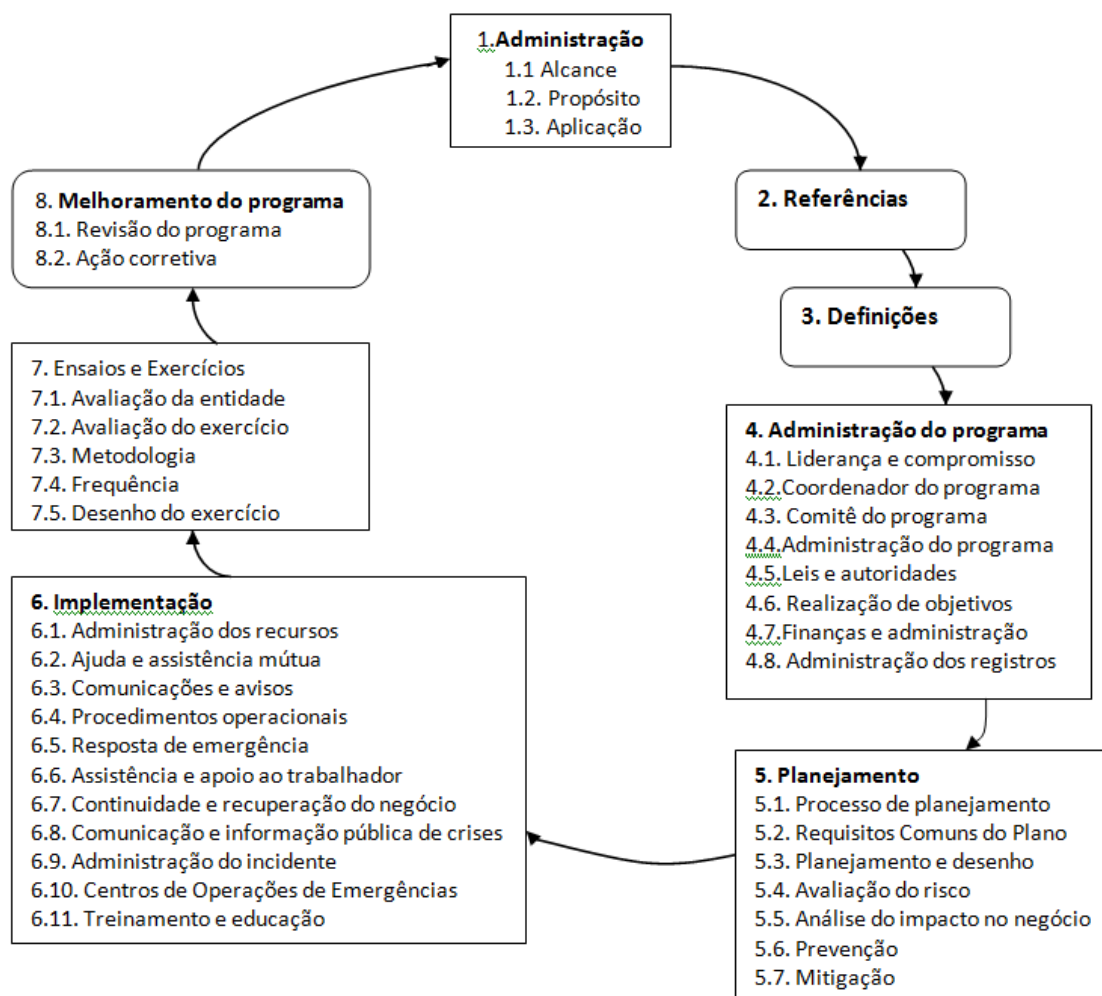 1.Administração
1.1 Alcance
1.2. Propósito
1.3. Aplicação
2. Referências
3. Definições
4. Administração do programa
4.1. Liderança e compromisso
4.2.Coordenador do programa
4.3. Comitê do programa
4.4.Administração do programa
4.5.Leis e autoridades
4.6. Realização de objetivos
4.7.Finanças e administração
4.8. Administração dos registros
5. Planejamento
5.1. Processo de planejamento
5.2. Requisitos Comuns do Plano
5.3. Planejamento e desenho
5.4. Avaliação do risco
5.5. Análise do impacto no negócio
5.6. Prevenção
5.7. Mitigação
6. Implementação
6.1. Administração dos recursos
6.2. Ajuda e assistência mútua
6.3. Comunicações e avisos
6.4. Procedimentos operacionais
6.5. Resposta de emergência
6.6. Assistência e apoio ao trabalhador
6.7. Continuidade e recuperação do negócio
6.8. Comunicação e informação pública de crises
6.9. Administração do incidente
6.10. Centros de Operações de Emergências
6.11. Treinamento e educação
7. Ensaios e Exercícios
7.1. Avaliação da entidade
7.2. Avaliação do exercício
7.3. Metodologia
7.4. Frequência
7.5. Desenho do exercício
8. Melhoramento do programa
8.1. Revisão do programa
8.2. Ação corretiva